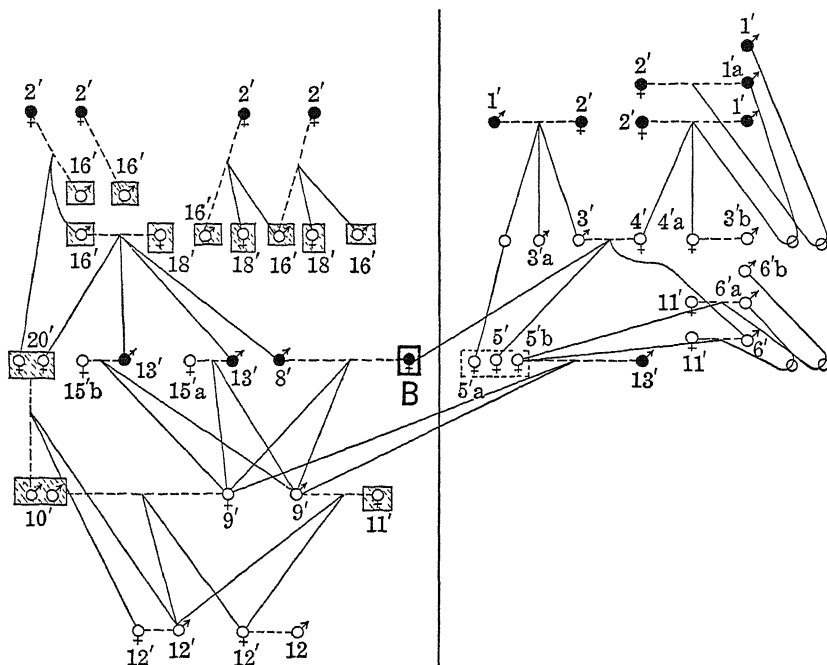 1'
2' 1'a
2' 2' 2' 2' 1' 2' 2' 1'
16' 16'
16' 18' 16' 18' 16' 18' 16' 3'a 3' 4' 4'a 3'b
6'b
11' 6'a
20' 15'b 13' 15'a 13' 8' B 5'a 5' 5'b 13' 11' 6'
10' 9' 9' 11'
12' 12' 12' 12